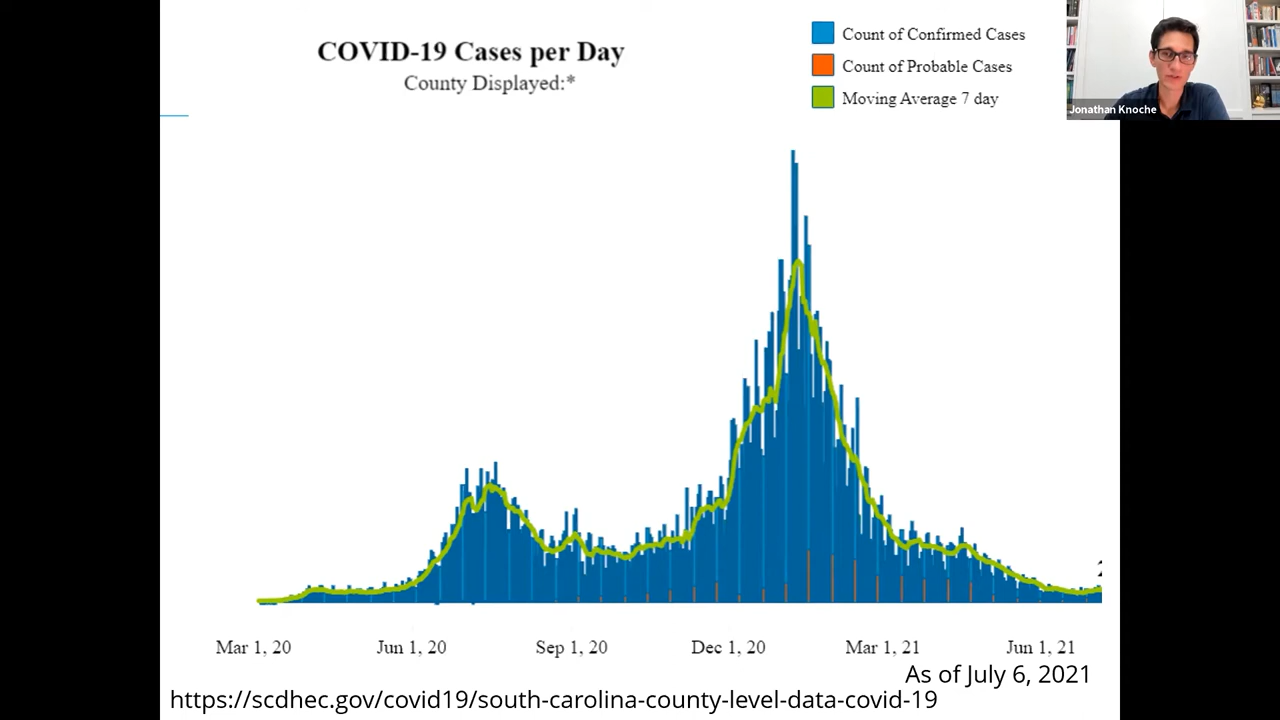 COVID-19 Cases per Day
County Displayed:*
Count of Confirmed Cases
Count of Probable Cases
Moving Average 7 day
Jonathan Knoche
Mar 1, 20
Jun 1, 20
Sep 1, 20
Dec 1, 20
Mar 1, 21
Jun 1, 21
As of July 6, 2021
https://scdhec.gov/covid19/south-carolina-county-level-data-covid-19